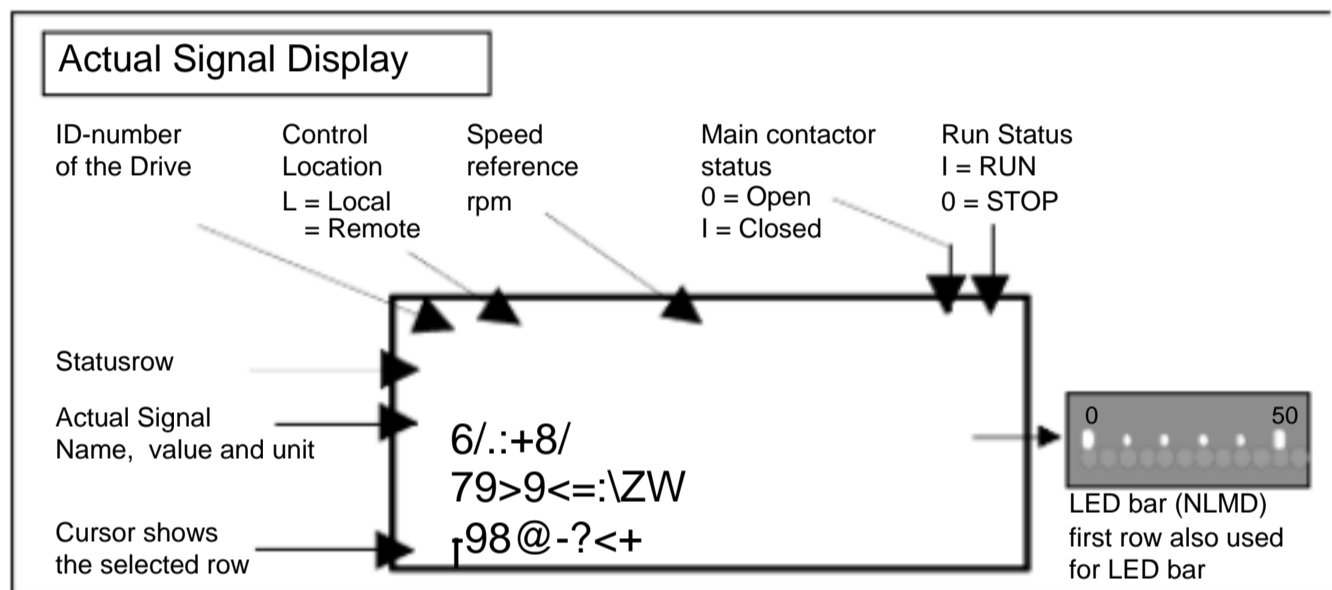 Actual Signal Display
ID-number
of the Drive
Control
Location
L = Local
= Remote
Speed
reference
rpm
Main contactor
status
0 = Open
I = Closed
Run Status
I = RUN
0 = STOP
Statusrow
Actual Signal
Name, value and unit
Cursor shows
the selected row
6/.:+8/
79>9<=:\ZW
┏98@-?<+
0 50
LED bar (NLMD)
first row also used
for LED bar